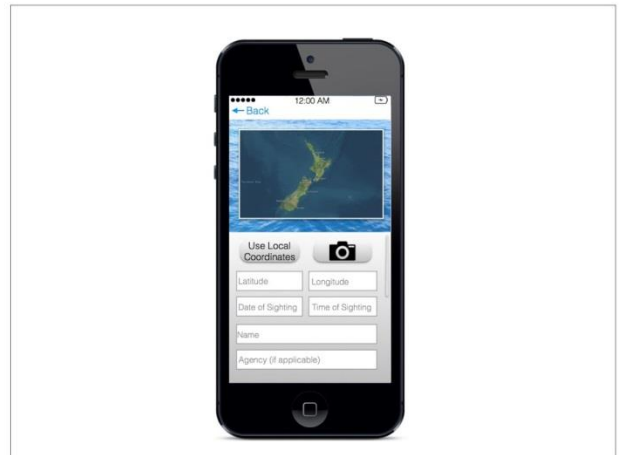 12:00 AM
← Back
Use Local
Coordinates
Latitude
Longitude
Date of Sighting
Time of Sighting
Name
Agency (if applicable)